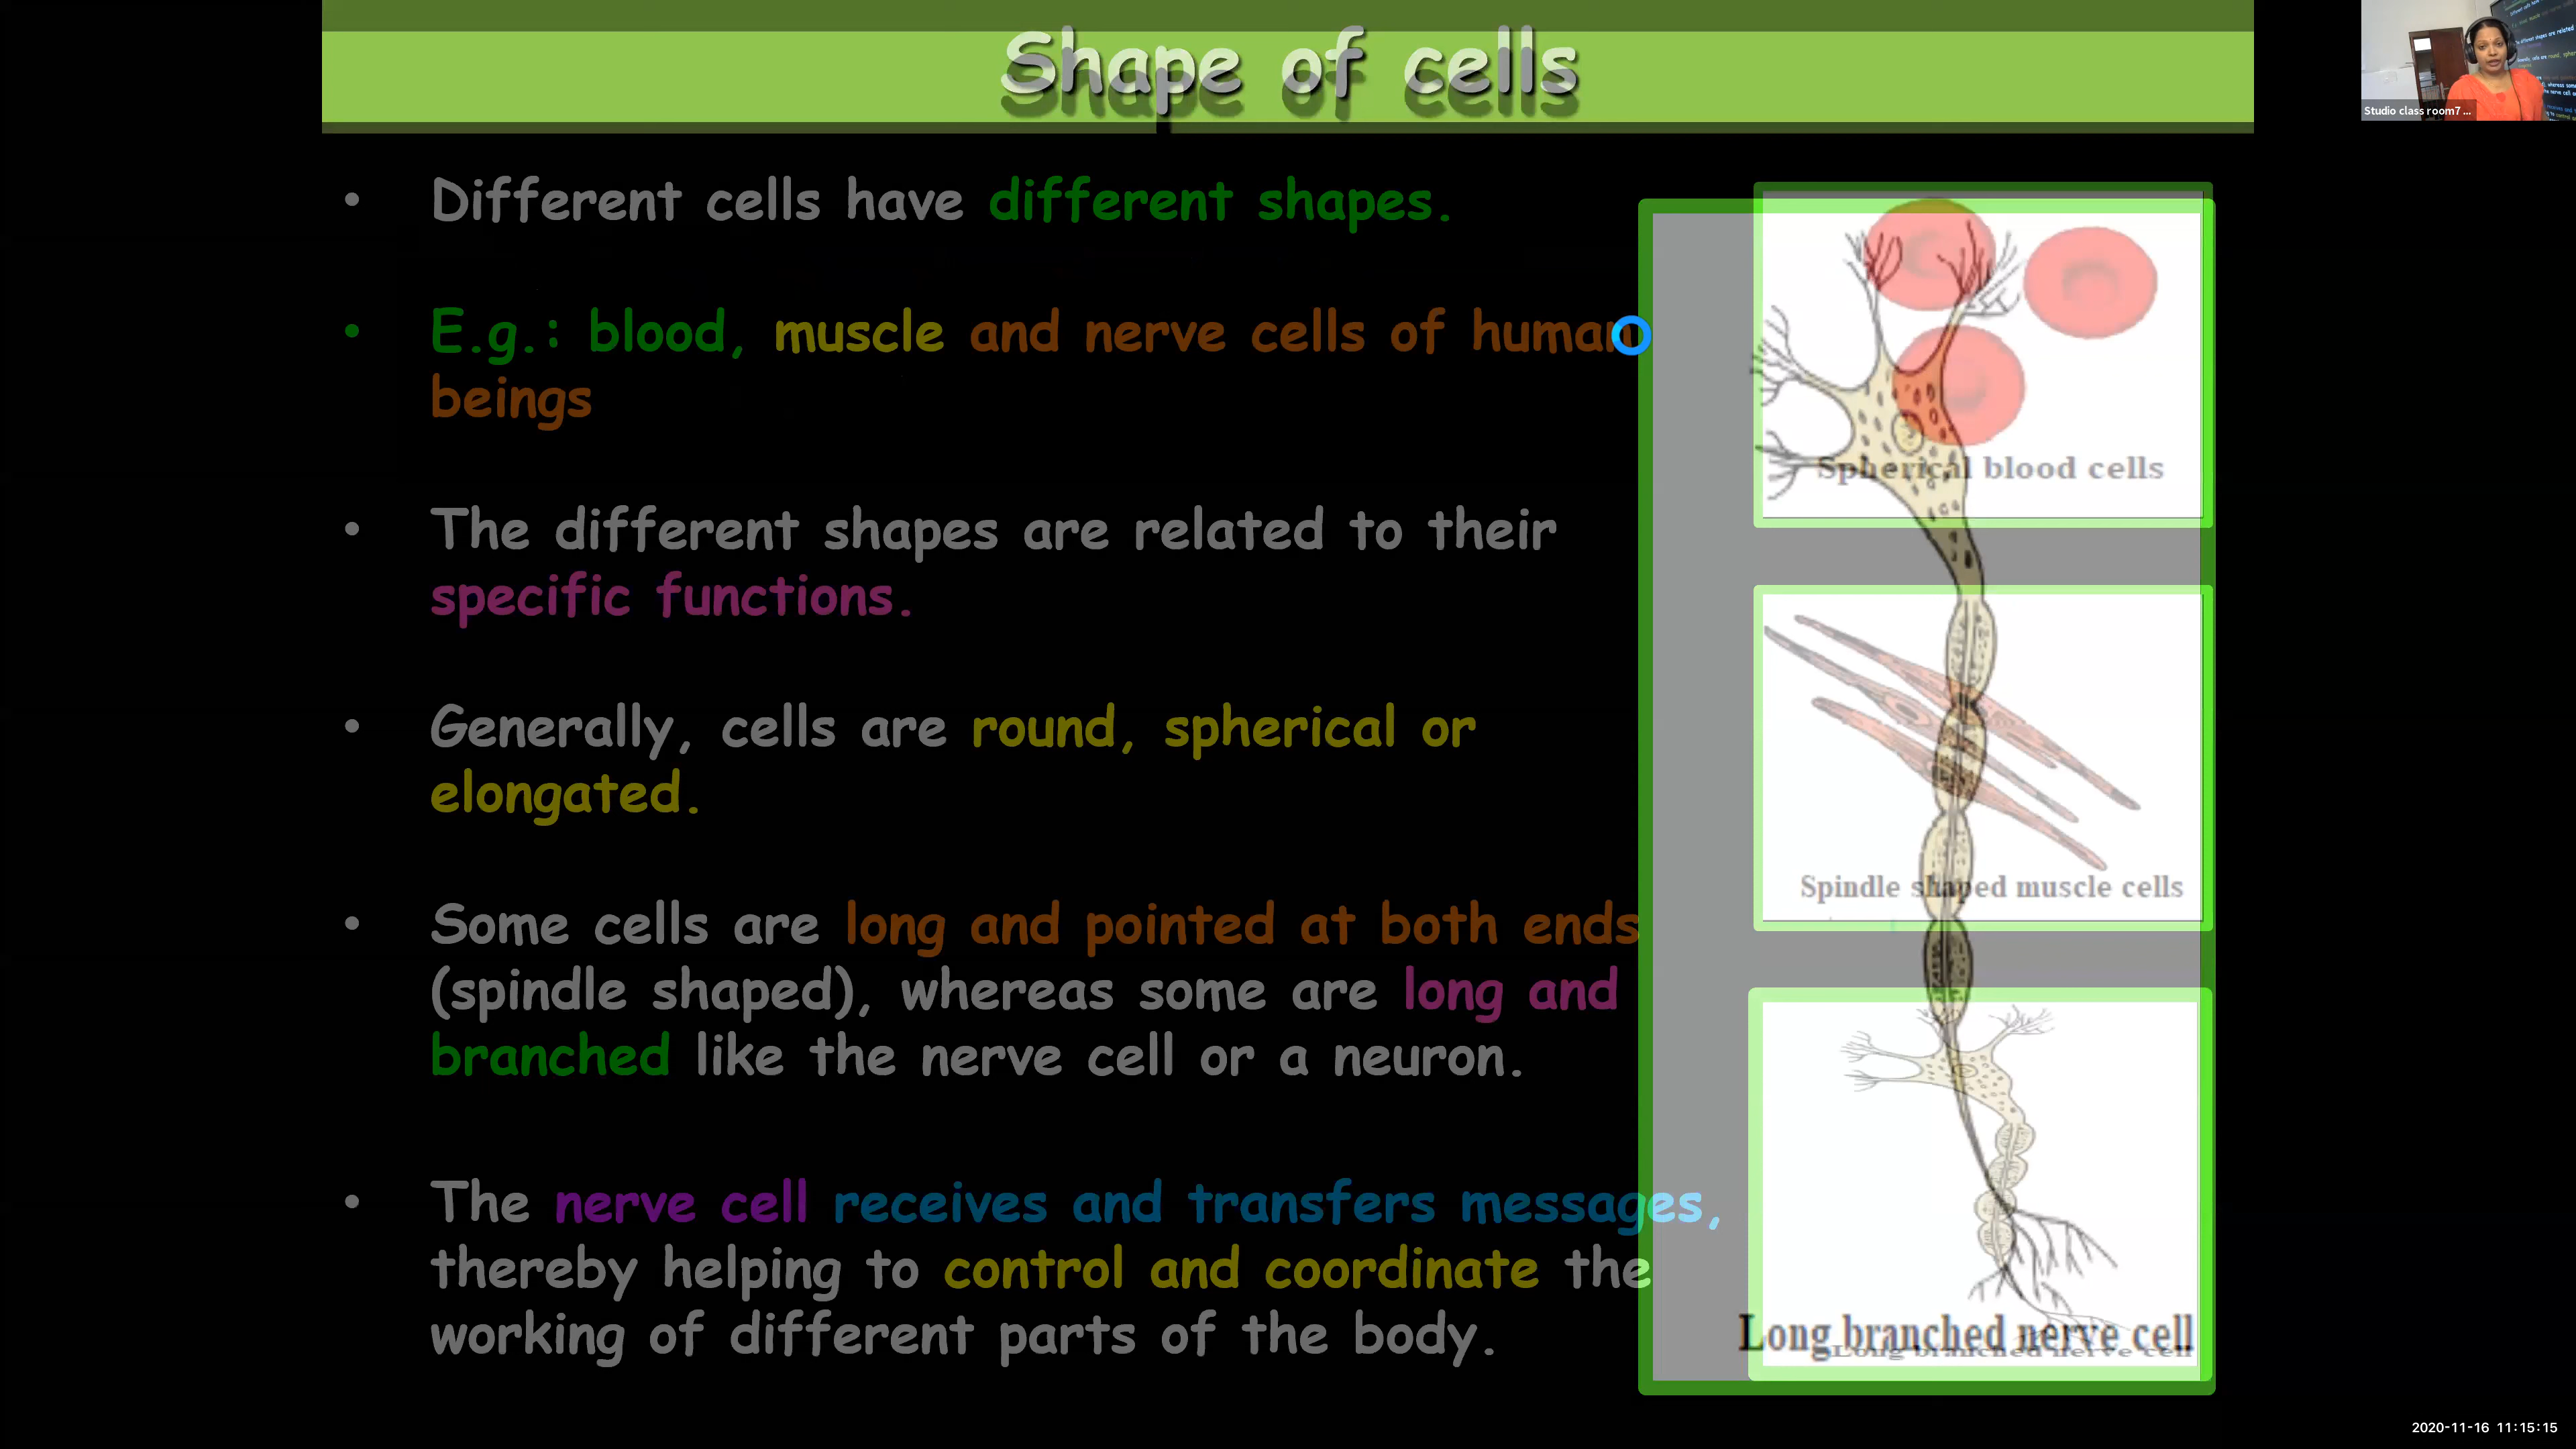 Shape of cells
Studio class room7 ...
• Different cells have different shapes.
• E.g.: blood, muscle and nerve cells of human
beings
• The different shapes are related to their
specific functions.
• Generally, cells are round, spherical or
elongated.
• Some cells are long and pointed at both ends
(spindle shaped), whereas some are long and
branched like the nerve cell or a neuron.
• The nerve cell receives and transfers messages,
thereby helping to control and coordinate the
working of different parts of the body.
Spherical blood cells
Spindle shaped muscle cells
Long branched nerve cell
Long branched nerve cell
2020-11-16 11:15:15